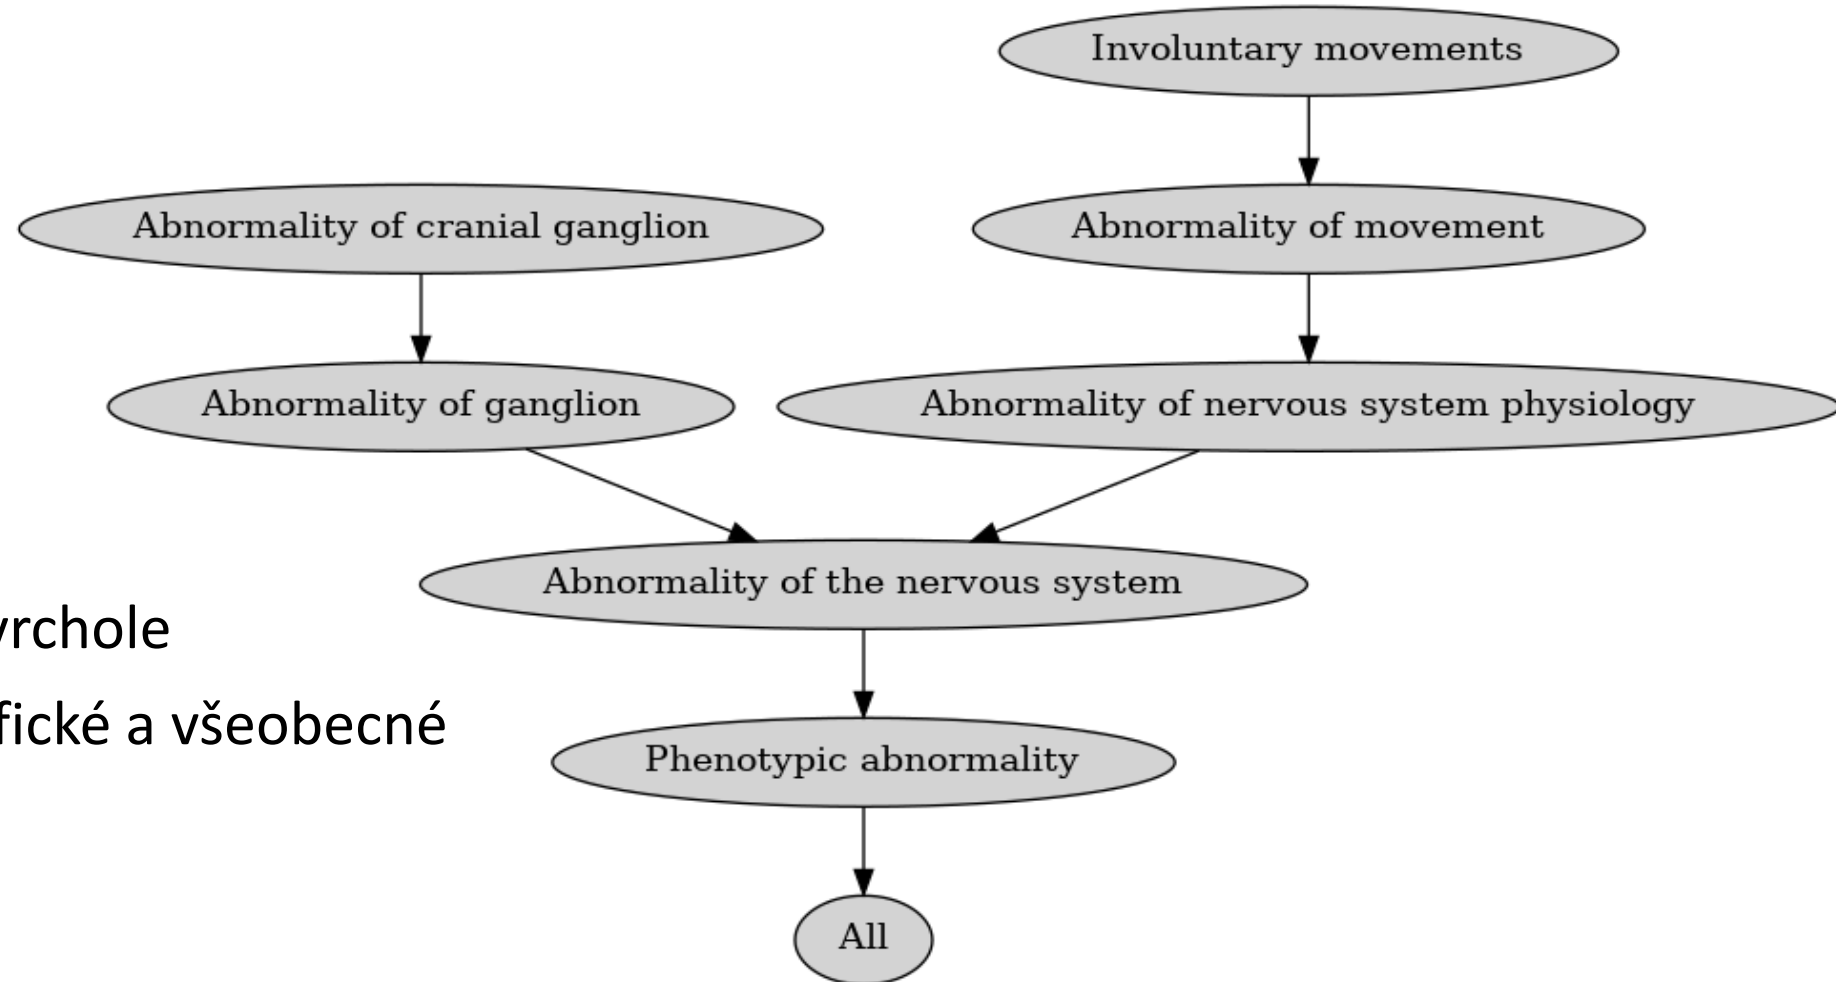 Involuntary movements
Abnormality of cranial ganglion
Abnormality of movement
Abnormality of ganglion
Abnormality of nervous system physiology
Abnormality of the nervous system
vrchole
fické a všeobecné
Phenotypic abnormality
All